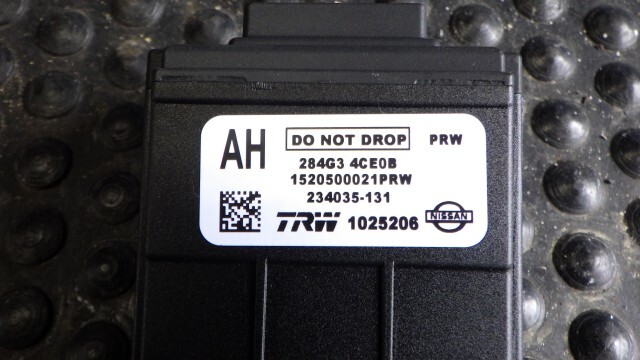 AH DO NOT DROP PRW
284G3 4CE0B
1520500021PRW
234035-131
TRW 1025206 NISSAN